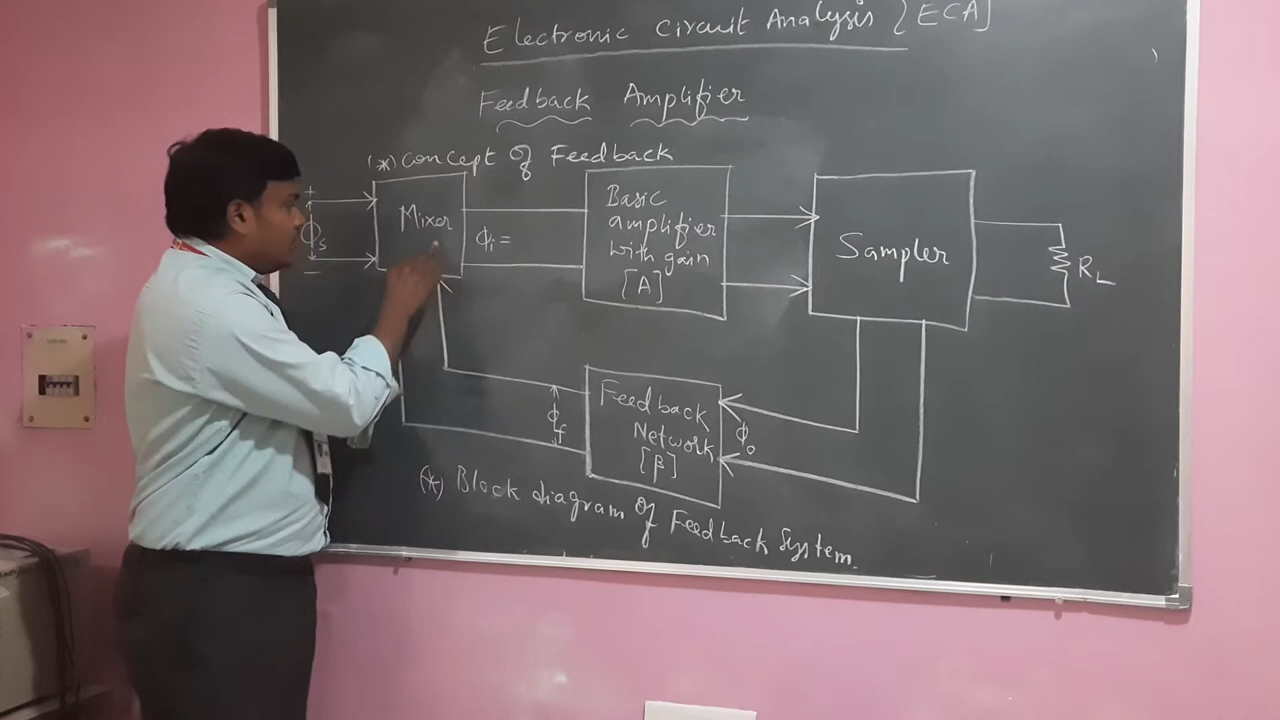 Electronic Circuit Analysis [ECA]
Feedback Amplifier
(*) Concept of Feedback
+
ϕs
−
Mixer
ϕi =
Basic
amplifier
with gain
[A]
Sampler
RL
Feedback
Network
[β]
ϕf
ϕo
(*) Block diagram of Feedback System